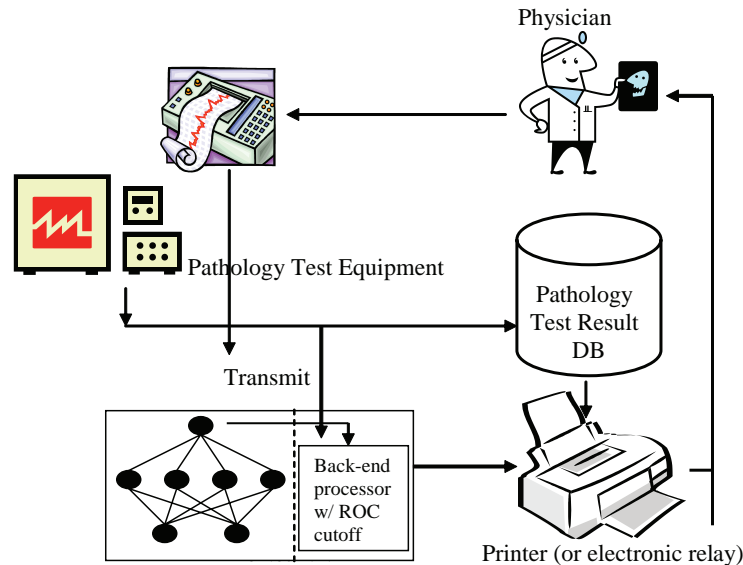 Physician
Pathology Test Equipment
Pathology
Test Result
DB
Transmit
Back-end
processor
w/ ROC
cutoff
Printer (or electronic relay)